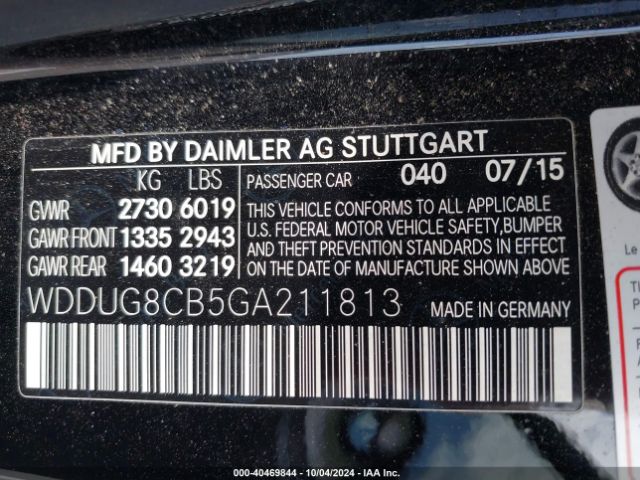 MFD BY DAIMLER AG STUTTGART
KG LBS
GVWR 2730 6019
GAWR FRONT 1335 2943
GAWR REAR 1460 3219
PASSENGER CAR 040 07/15
THIS VEHICLE CONFORMS TO ALL APPLICABLE
U.S. FEDERAL MOTOR VEHICLE SAFETY,BUMPER
AND THEFT PREVENTION STANDARDS IN EFFECT
ON THE DATE OF MANUFACTURE SHOWN ABOVE
WDDUG8CB5GA211813 MADE IN GERMANY
000-40469844 | 10/04/2024 | IAA Inc.